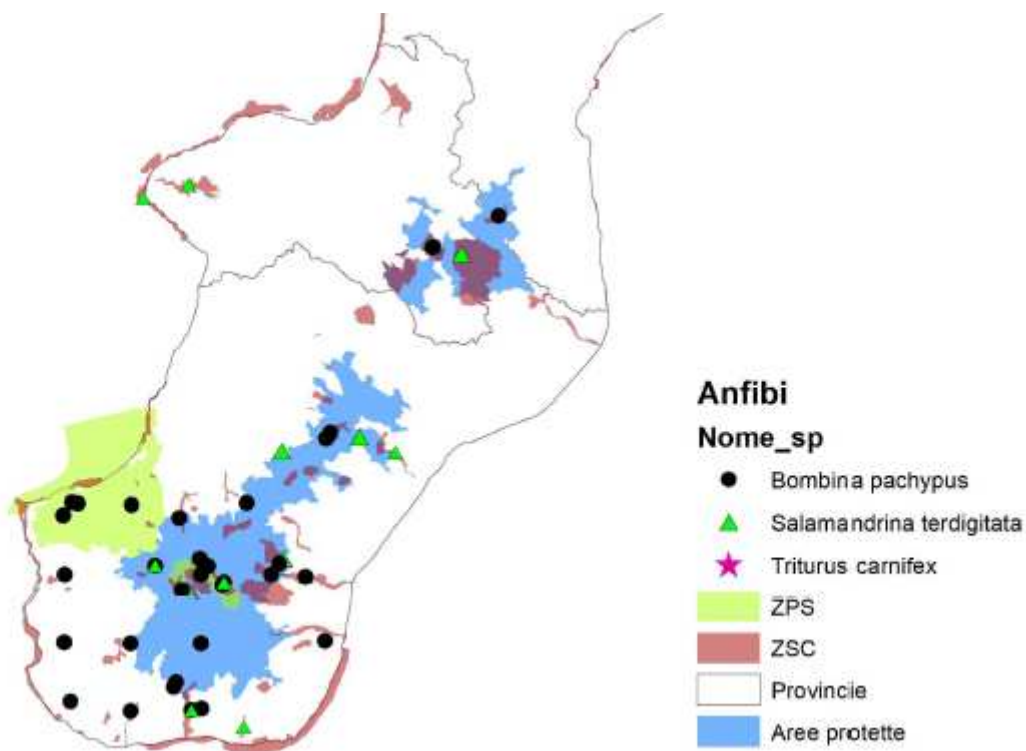 Anfibi
Nome_sp
Bombina pachypus
Salamandrina terdigitata
Triturus carnifex
ZPS
ZSC
Provincie
Aree protette